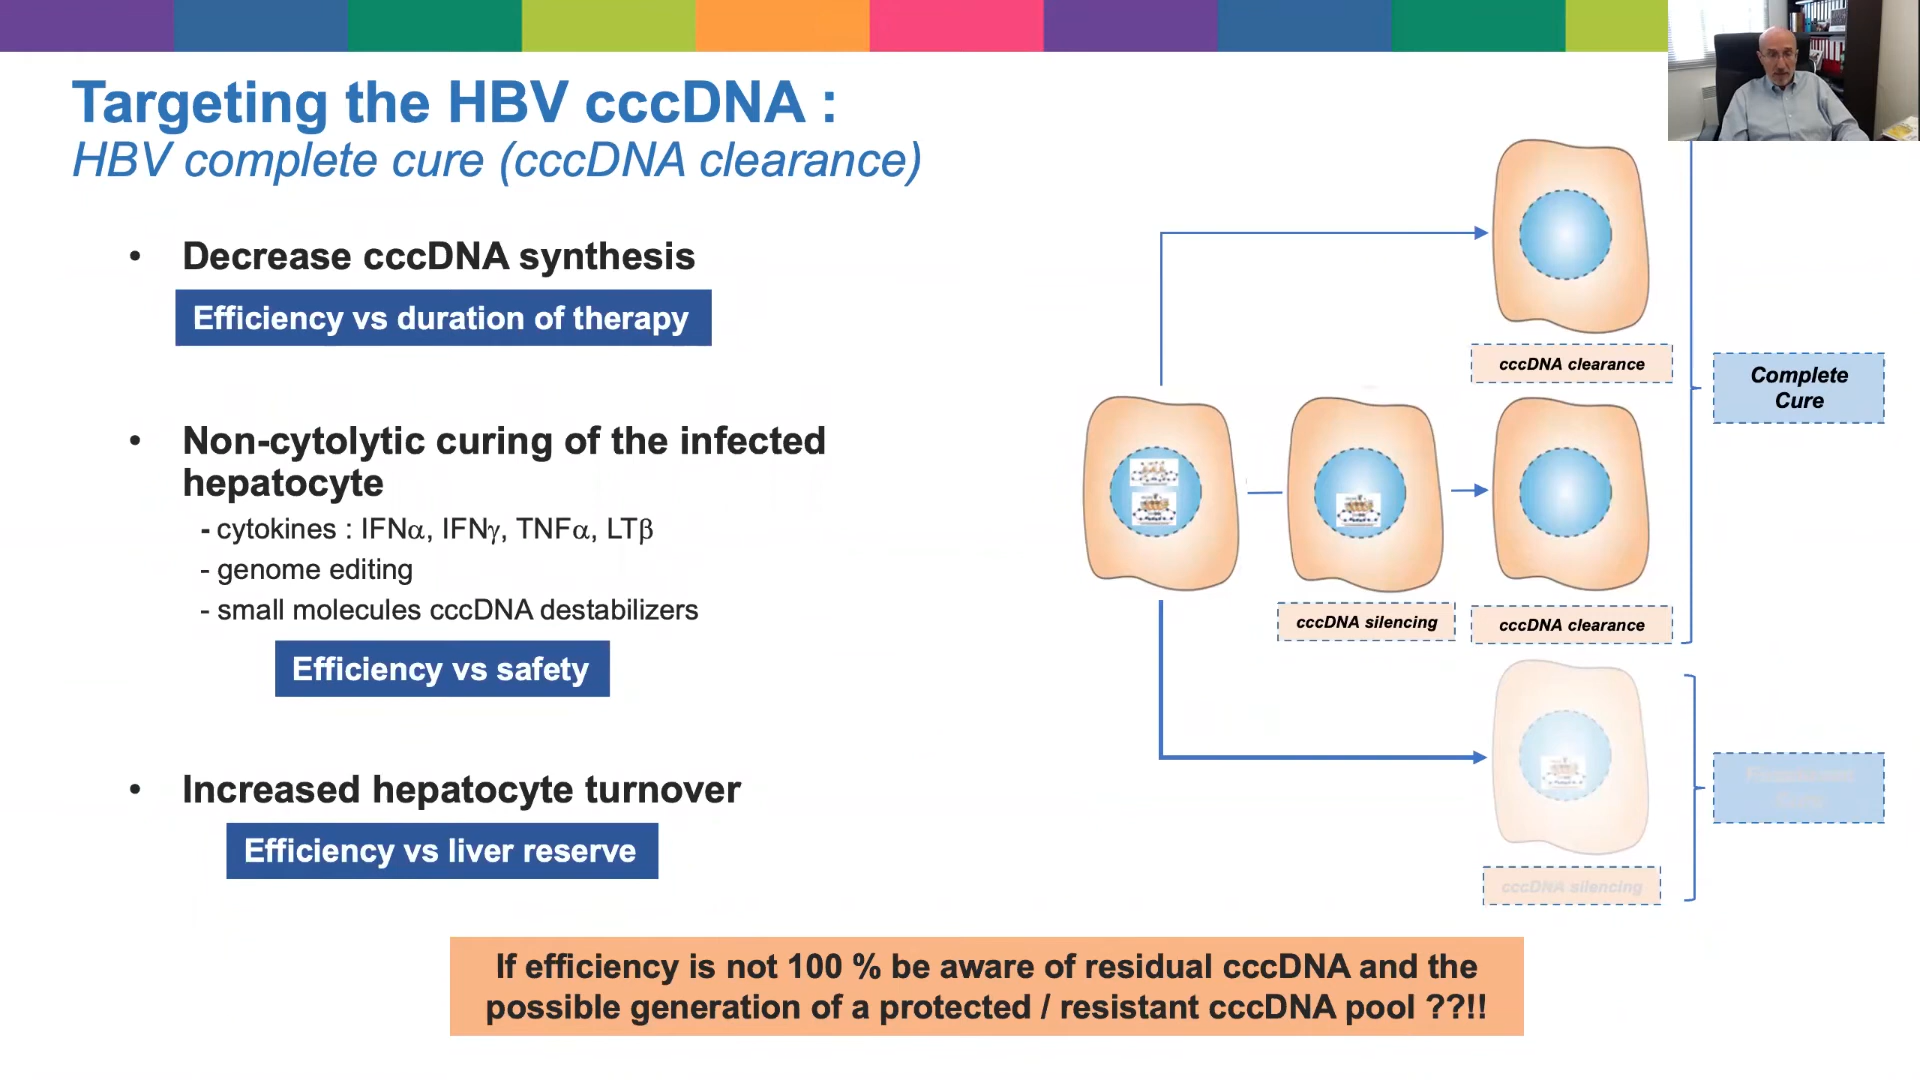 Targeting the HBV cccDNA :
HBV complete cure (cccDNA clearance)
• Decrease cccDNA synthesis
Efficiency vs duration of therapy
• Non-cytolytic curing of the infected
hepatocyte
- cytokines : IFNα, IFNγ, TNFα, LTβ
- genome editing
- small molecules cccDNA destabilizers
Efficiency vs safety
• Increased hepatocyte turnover
Efficiency vs liver reserve
cccDNA clearance
Complete
Cure
cccDNA silencing
cccDNA clearance
cccDNA silencing
If efficiency is not 100 % be aware of residual cccDNA and the
possible generation of a protected / resistant cccDNA pool ??!!